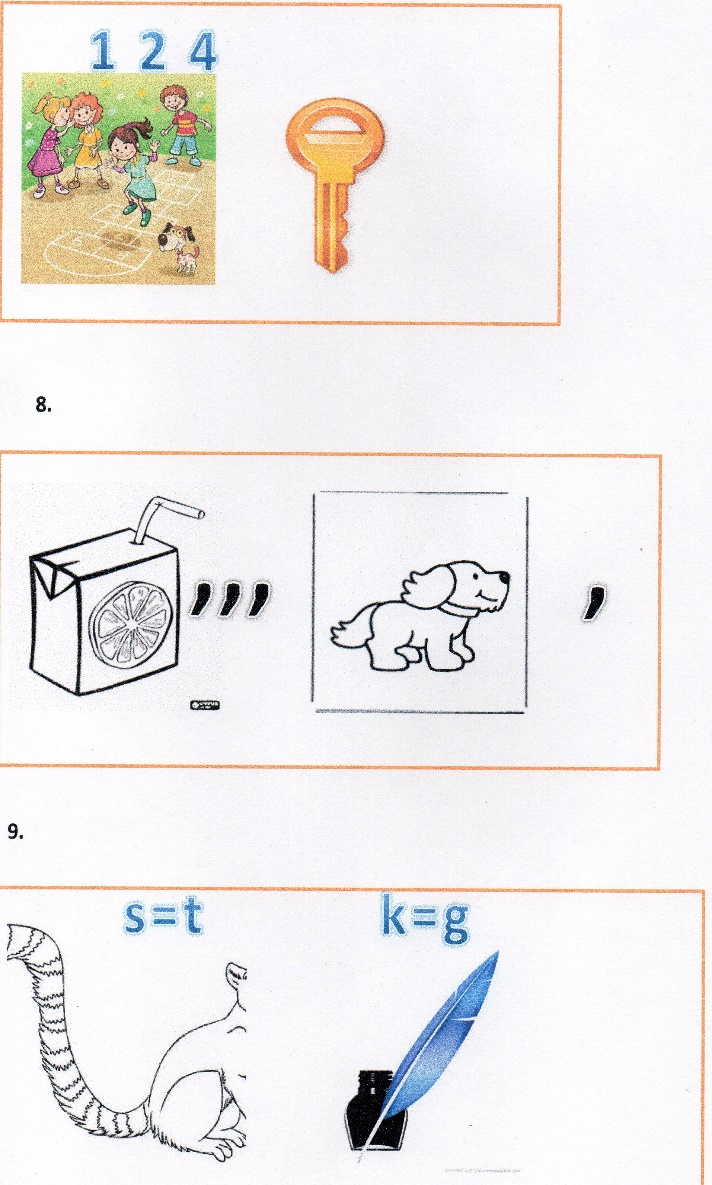 1 2 4
8.
,,,
,
9.
s=t k=g